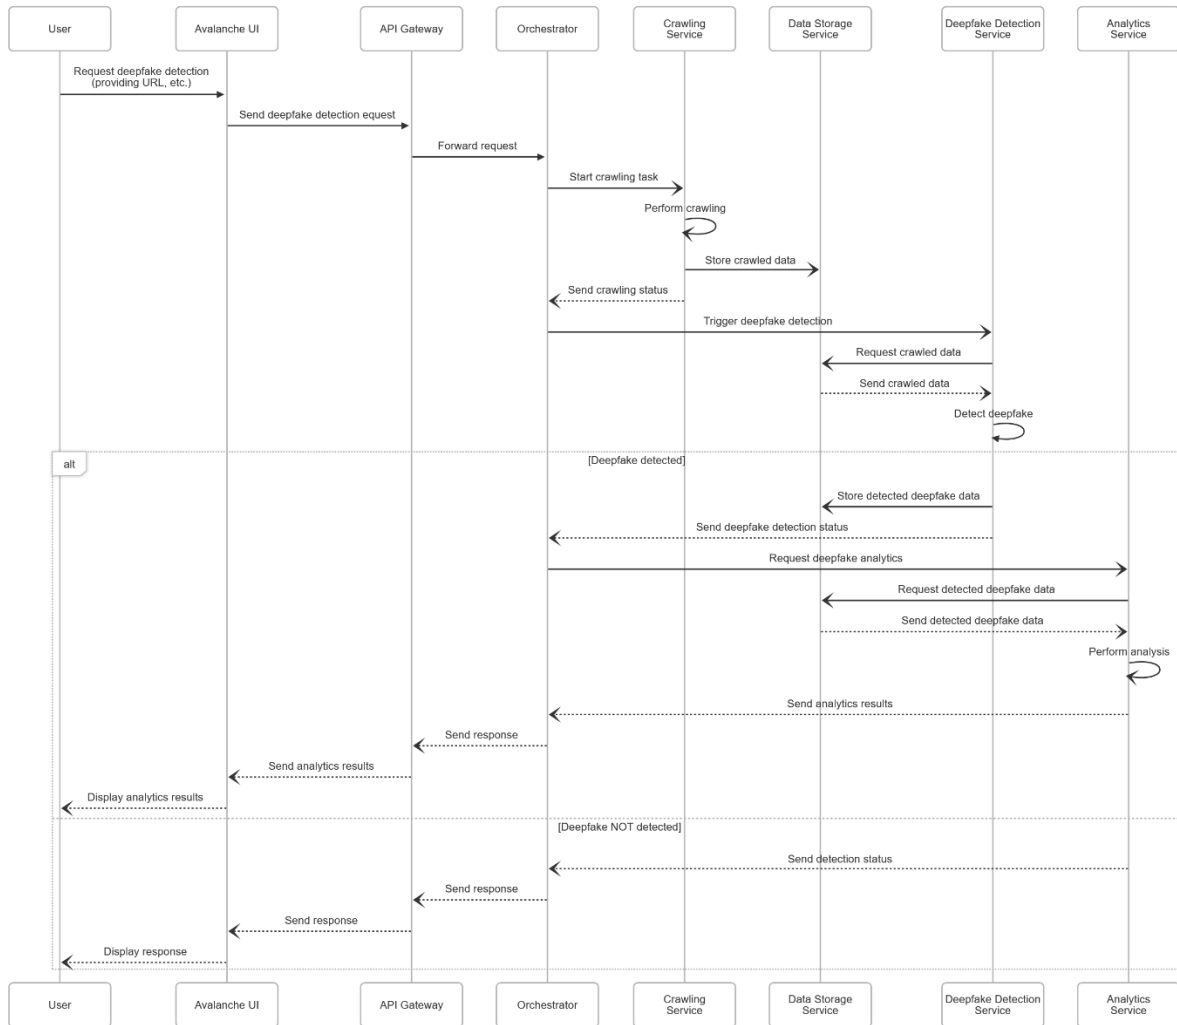 User
Avalanche UI
API Gateway
Orchestrator
Crawling
Service
Data Storage
Service
Deepfake Detection
Service
Analytics
Service
Request deepfake detection
(providing URL, etc.)
Send deepfake detection equest
Forward request
Start crawling task
Perform crawling
Store crawled data
Send crawling status
Trigger deepfake detection
Request crawled data
Send crawled data
Detect deepfake
alt
[Deepfake detected]
Store detected deepfake data
Send deepfake detection status
Request deepfake analytics
Request detected deepfake data
Send detected deepfake data
Perform analysis
Send analytics results
Send response
Send analytics results
Display analytics results
[Deepfake NOT detected]
Send detection status
Send response
Send response
Display response
User
Avalanche UI
API Gateway
Orchestrator
Crawling
Service
Data Storage
Service
Deepfake Detection
Service
Analytics
Service